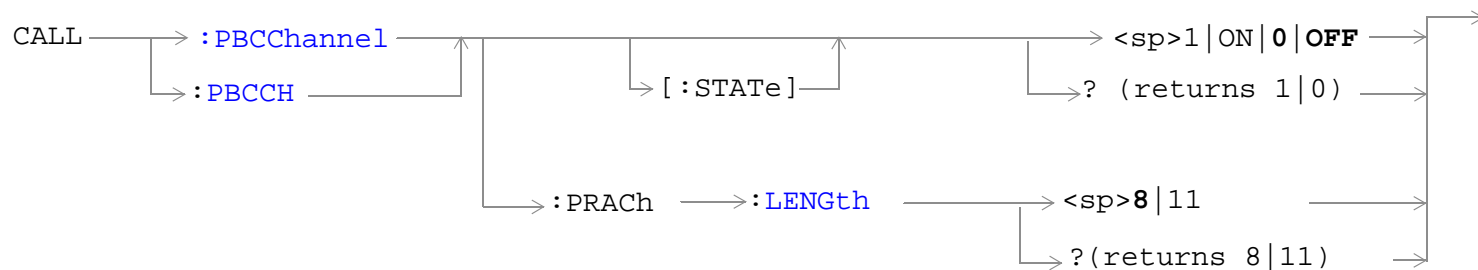 CALL :PBCChannel <sp>1|ON|0|OFF
:PBCCH [:STATe] ? (returns 1|0)
:PRACh :LENGth <sp>8|11
?(returns 8|11)